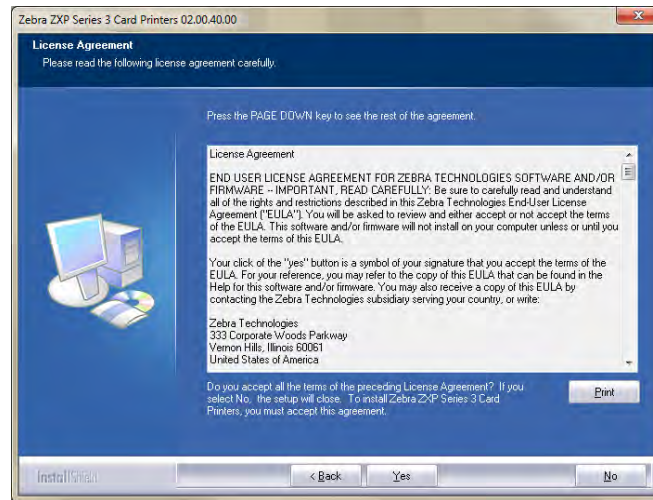 Zebra ZXP Series 3 Card Printers 02.00.40.00
License Agreement
Please read the following license agreement carefully.
Press the PAGE DOWN key to see the rest of the agreement.
License Agreement
END USER LICENSE AGREEMENT FOR ZEBRA TECHNOLOGIES SOFTWARE AND/OR
FIRMWARE -- IMPORTANT, READ CAREFULLY: Be sure to carefully read and understand
all of the rights and restrictions described in this Zebra Technologies End-User License
Agreement ("EULA"). You will be asked to review and either accept or not accept the terms
of the EULA. This software and/or firmware will not install on your computer unless or until you
accept the terms of this EULA.
Your click of the "yes" button is a symbol of your signature that you accept the terms of the
EULA. For your reference, you may refer to the copy of this EULA that can be found in the
Help for this software and/or firmware. You may also receive a copy of this EULA by
contacting the Zebra Technologies subsidiary serving your country, or write:
Zebra Technologies
333 Corporate Woods Parkway
Vernon Hills, Illinois 60061
United States of America
Do you accept all the terms of the preceding License Agreement? If you
select No, the setup will close. To install Zebra ZXP Series 3 Card
Printers, you must accept this agreement.
Print
InstallShield
< Back
Yes
No